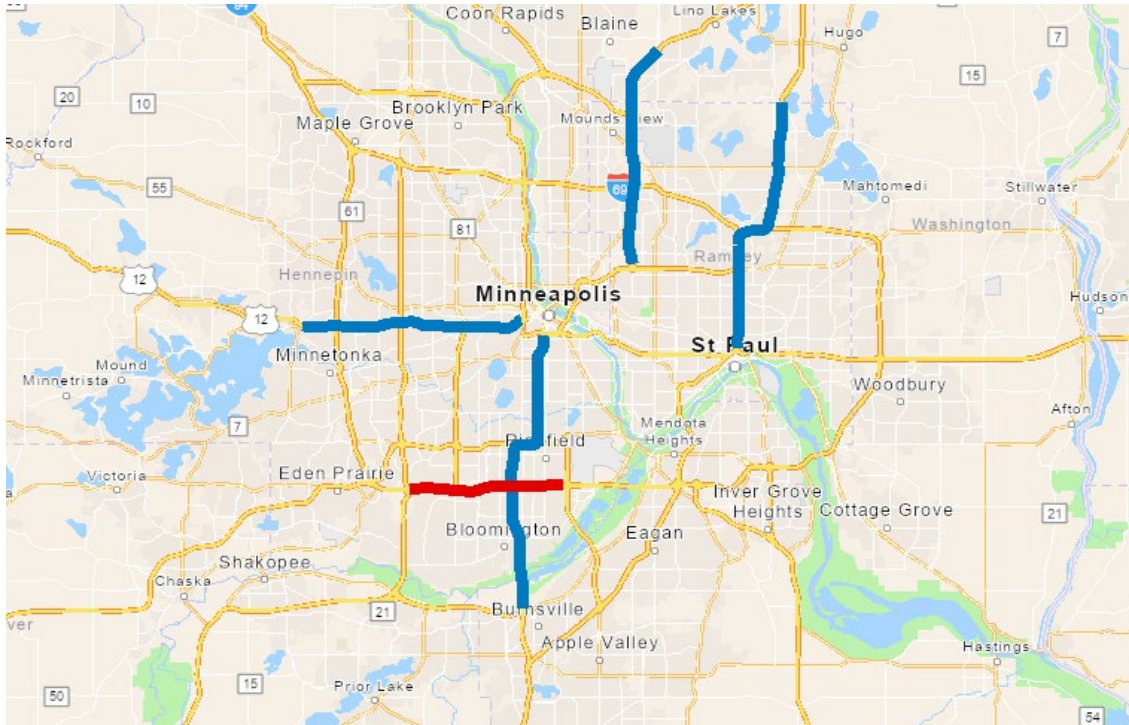 94
Coon Rapids
Blaine
Lino Lakes
Hugo
7
15
20
10
Brooklyn Park
Maple Grove
Mounds View
Rockford
55
61
69
Mahtomedi
Stillwater
81
Washington
Hennepin
Ramsey
12
12
Minneapolis
Hudson
Minnetonka
St Paul
Mound
Minnetrista
Woodbury
7
Afton
Mendota
Heights
Richfield
Victoria
Eden Prairie
Inver Grove
Heights
Cottage Grove
21
Bloomington
Eagan
Shakopee
Chaska
21
Burnsville
ver
Apple Valley
Hastings
50
15
Prior Lake
54